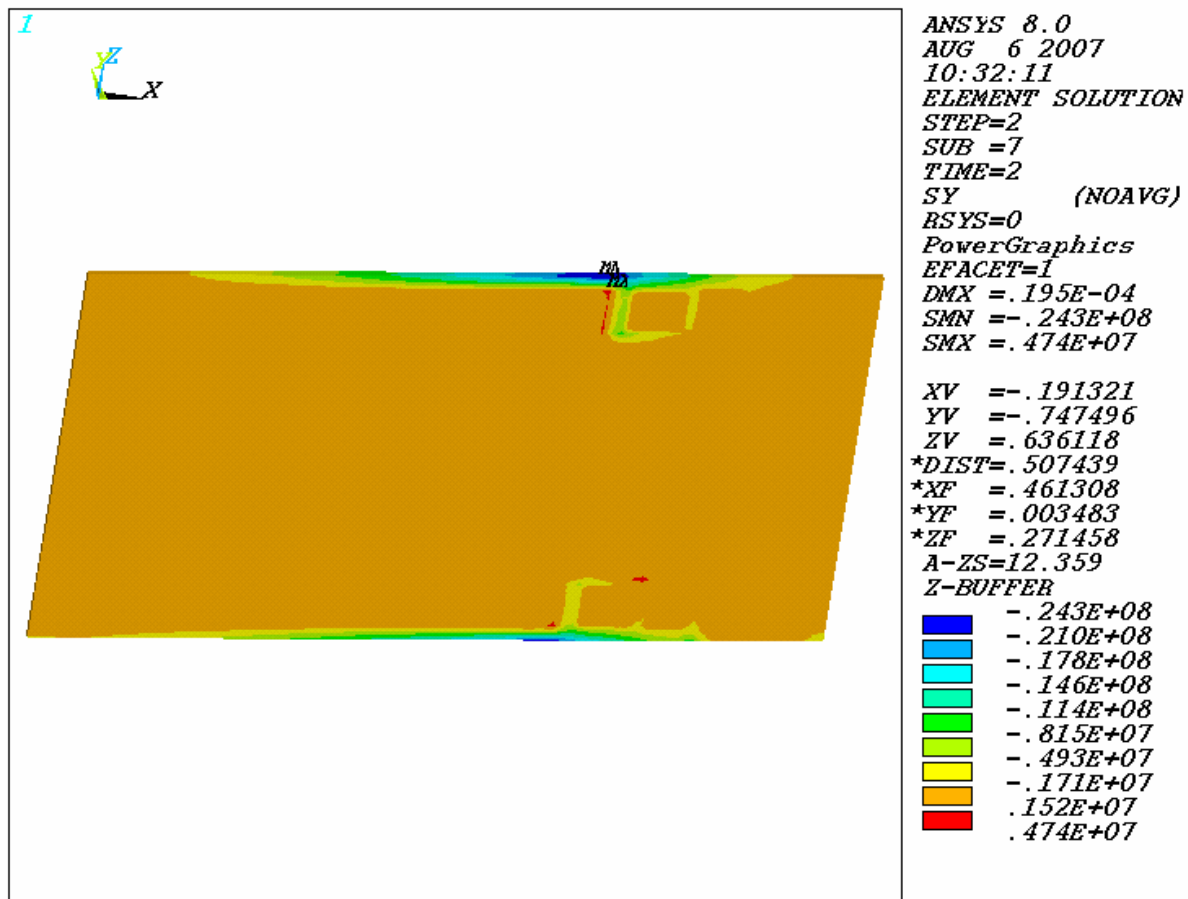 1
YZ
X
MA
MX
ANSYS 8.0
AUG 6 2007
10:32:11
ELEMENT SOLUTION
STEP=2
SUB =7
TIME=2
SY (NOAVG)
RSYS=0
PowerGraphics
EFACET=1
DMX =.195E-04
SMN =-.243E+08
SMX =.474E+07
XV =-.191321
YV =-.747496
ZV =.636118
*DIST=.507439
*XF =.461308
*YF =.003483
*ZF =.271458
A-ZS=12.359
Z-BUFFER
-.243E+08
-.210E+08
-.178E+08
-.146E+08
-.114E+08
-.815E+07
-.493E+07
-.171E+07
.152E+07
.474E+07